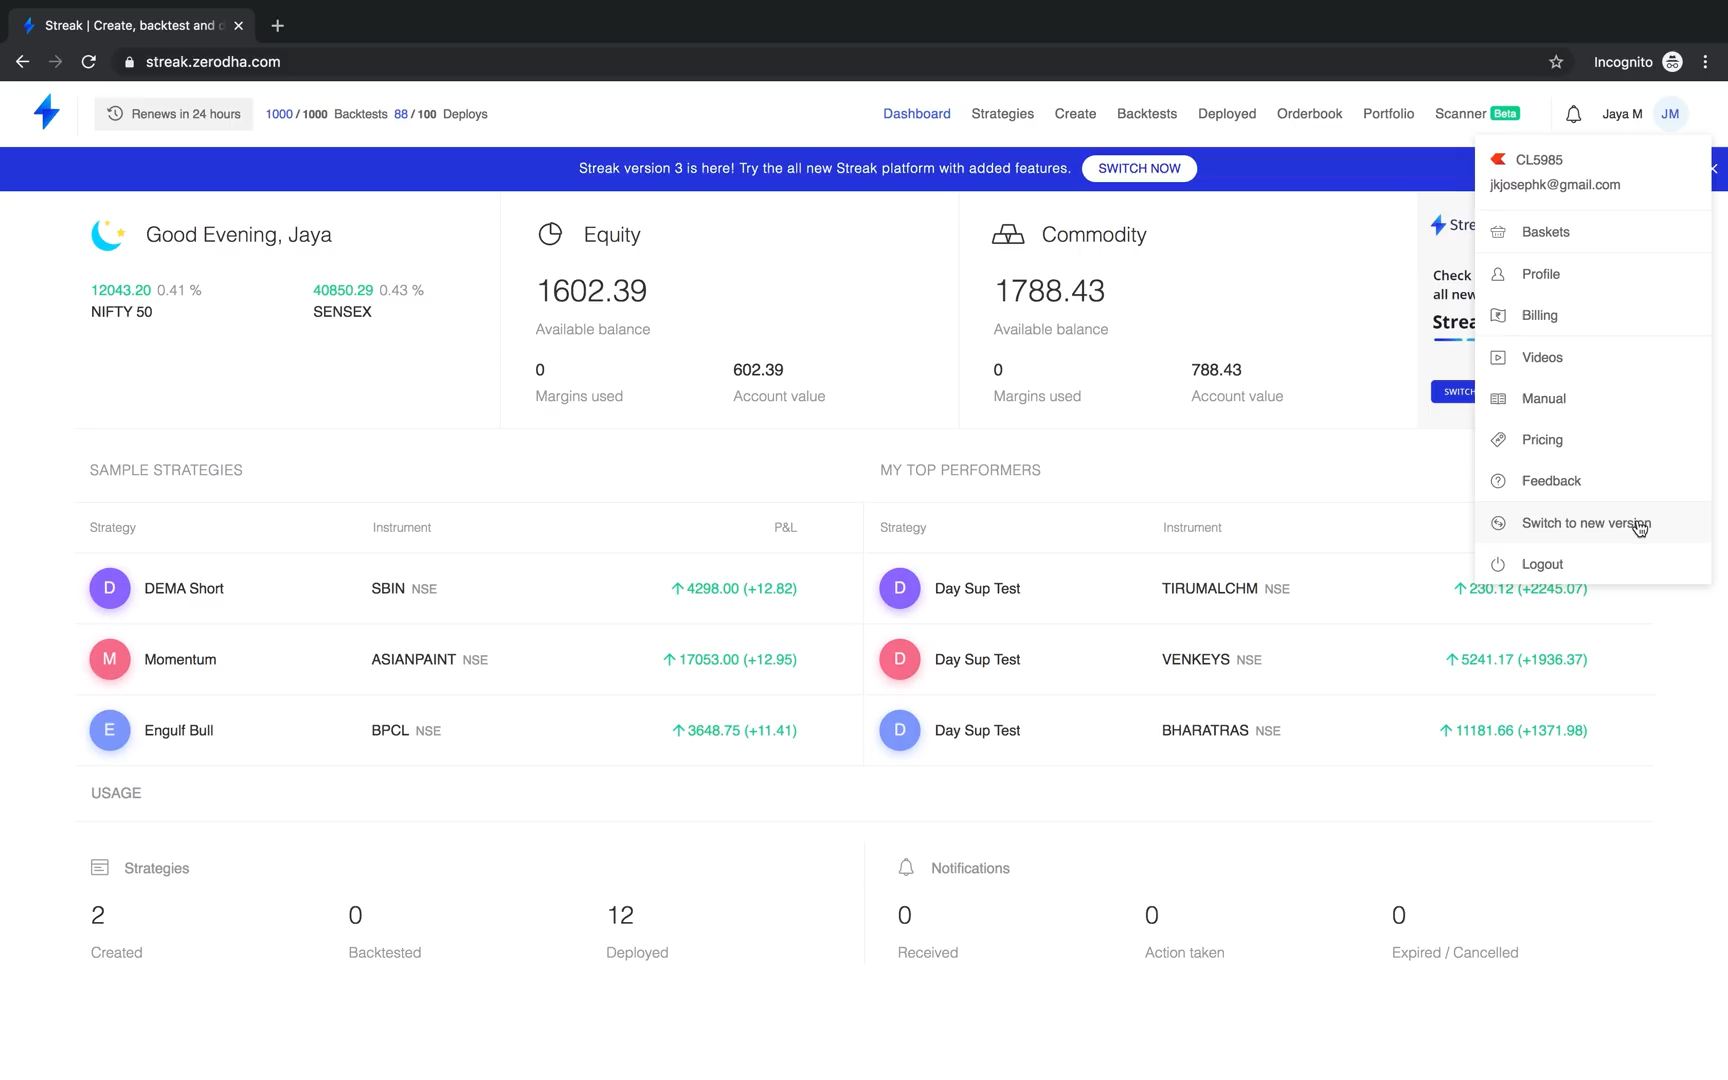 Streak | Create, backtest and d
streak.zerodha.com
Incognito
Renews in 24 hours
1000 / 1000 Backtests 88 / 100 Deploys
Dashboard
Strategies
Create
Backtests
Deployed
Orderbook
Portfolio
Scanner Beta
Jaya M
JM
Streak version 3 is here! Try the all new Streak platform with added features.
SWITCH NOW
CL5985
jkjosephk@gmail.com
Baskets
Profile
Billing
Videos
Manual
Pricing
Feedback
Switch to new version
Logout
Good Evening, Jaya
12043.20 0.41 %
NIFTY 50
40850.29 0.43 %
SENSEX
Equity
1602.39
Available balance
0
Margins used
602.39
Account value
Commodity
1788.43
Available balance
0
Margins used
788.43
Account value
Stre
Check
all new
Strea
SWITCH
SAMPLE STRATEGIES
Strategy Instrument P&L
D DEMA Short SBIN NSE 4298.00 (+12.82)
M Momentum ASIANPAINT NSE 17053.00 (+12.95)
E Engulf Bull BPCL NSE 3648.75 (+11.41)
MY TOP PERFORMERS
Strategy Instrument
D Day Sup Test TIRUMALCHM NSE 230.12 (+2245.07)
D Day Sup Test VENKEYS NSE 5241.17 (+1936.37)
D Day Sup Test BHARATRAS NSE 11181.66 (+1371.98)
USAGE
Strategies
2
Created
0
Backtested
12
Deployed
Notifications
0
Received
0
Action taken
0
Expired / Cancelled